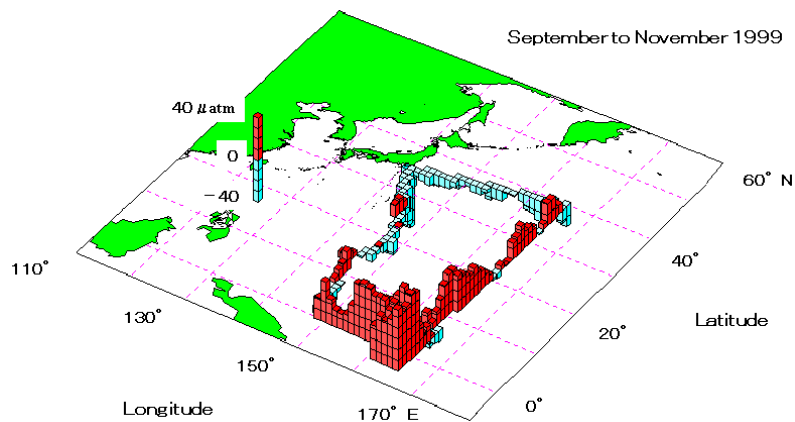 September to November 1999
40 μatm
0
-40
60° N
40°
20°
0°
Latitude
110°
130°
150°
170° E
Longitude